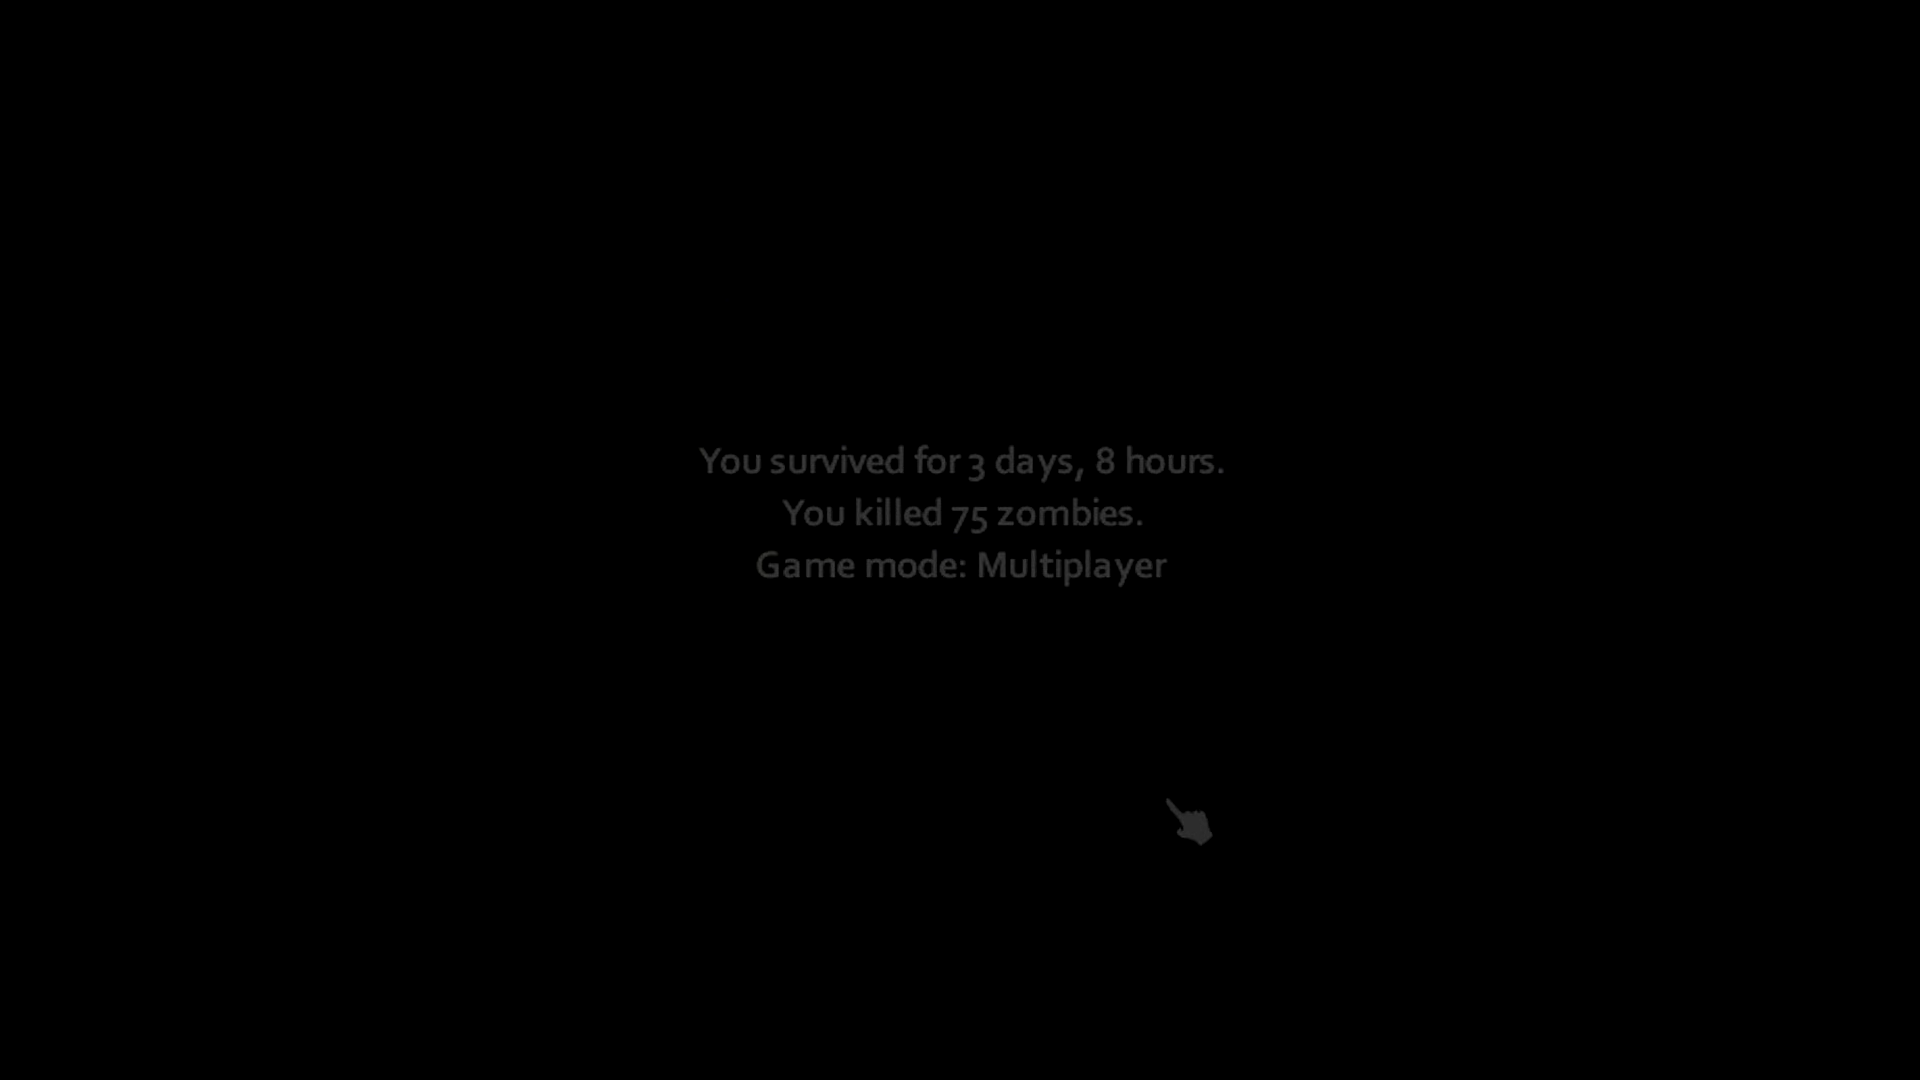 You survived for 3 days, 8 hours.
You killed 75 zombies.
Game mode: Multiplayer